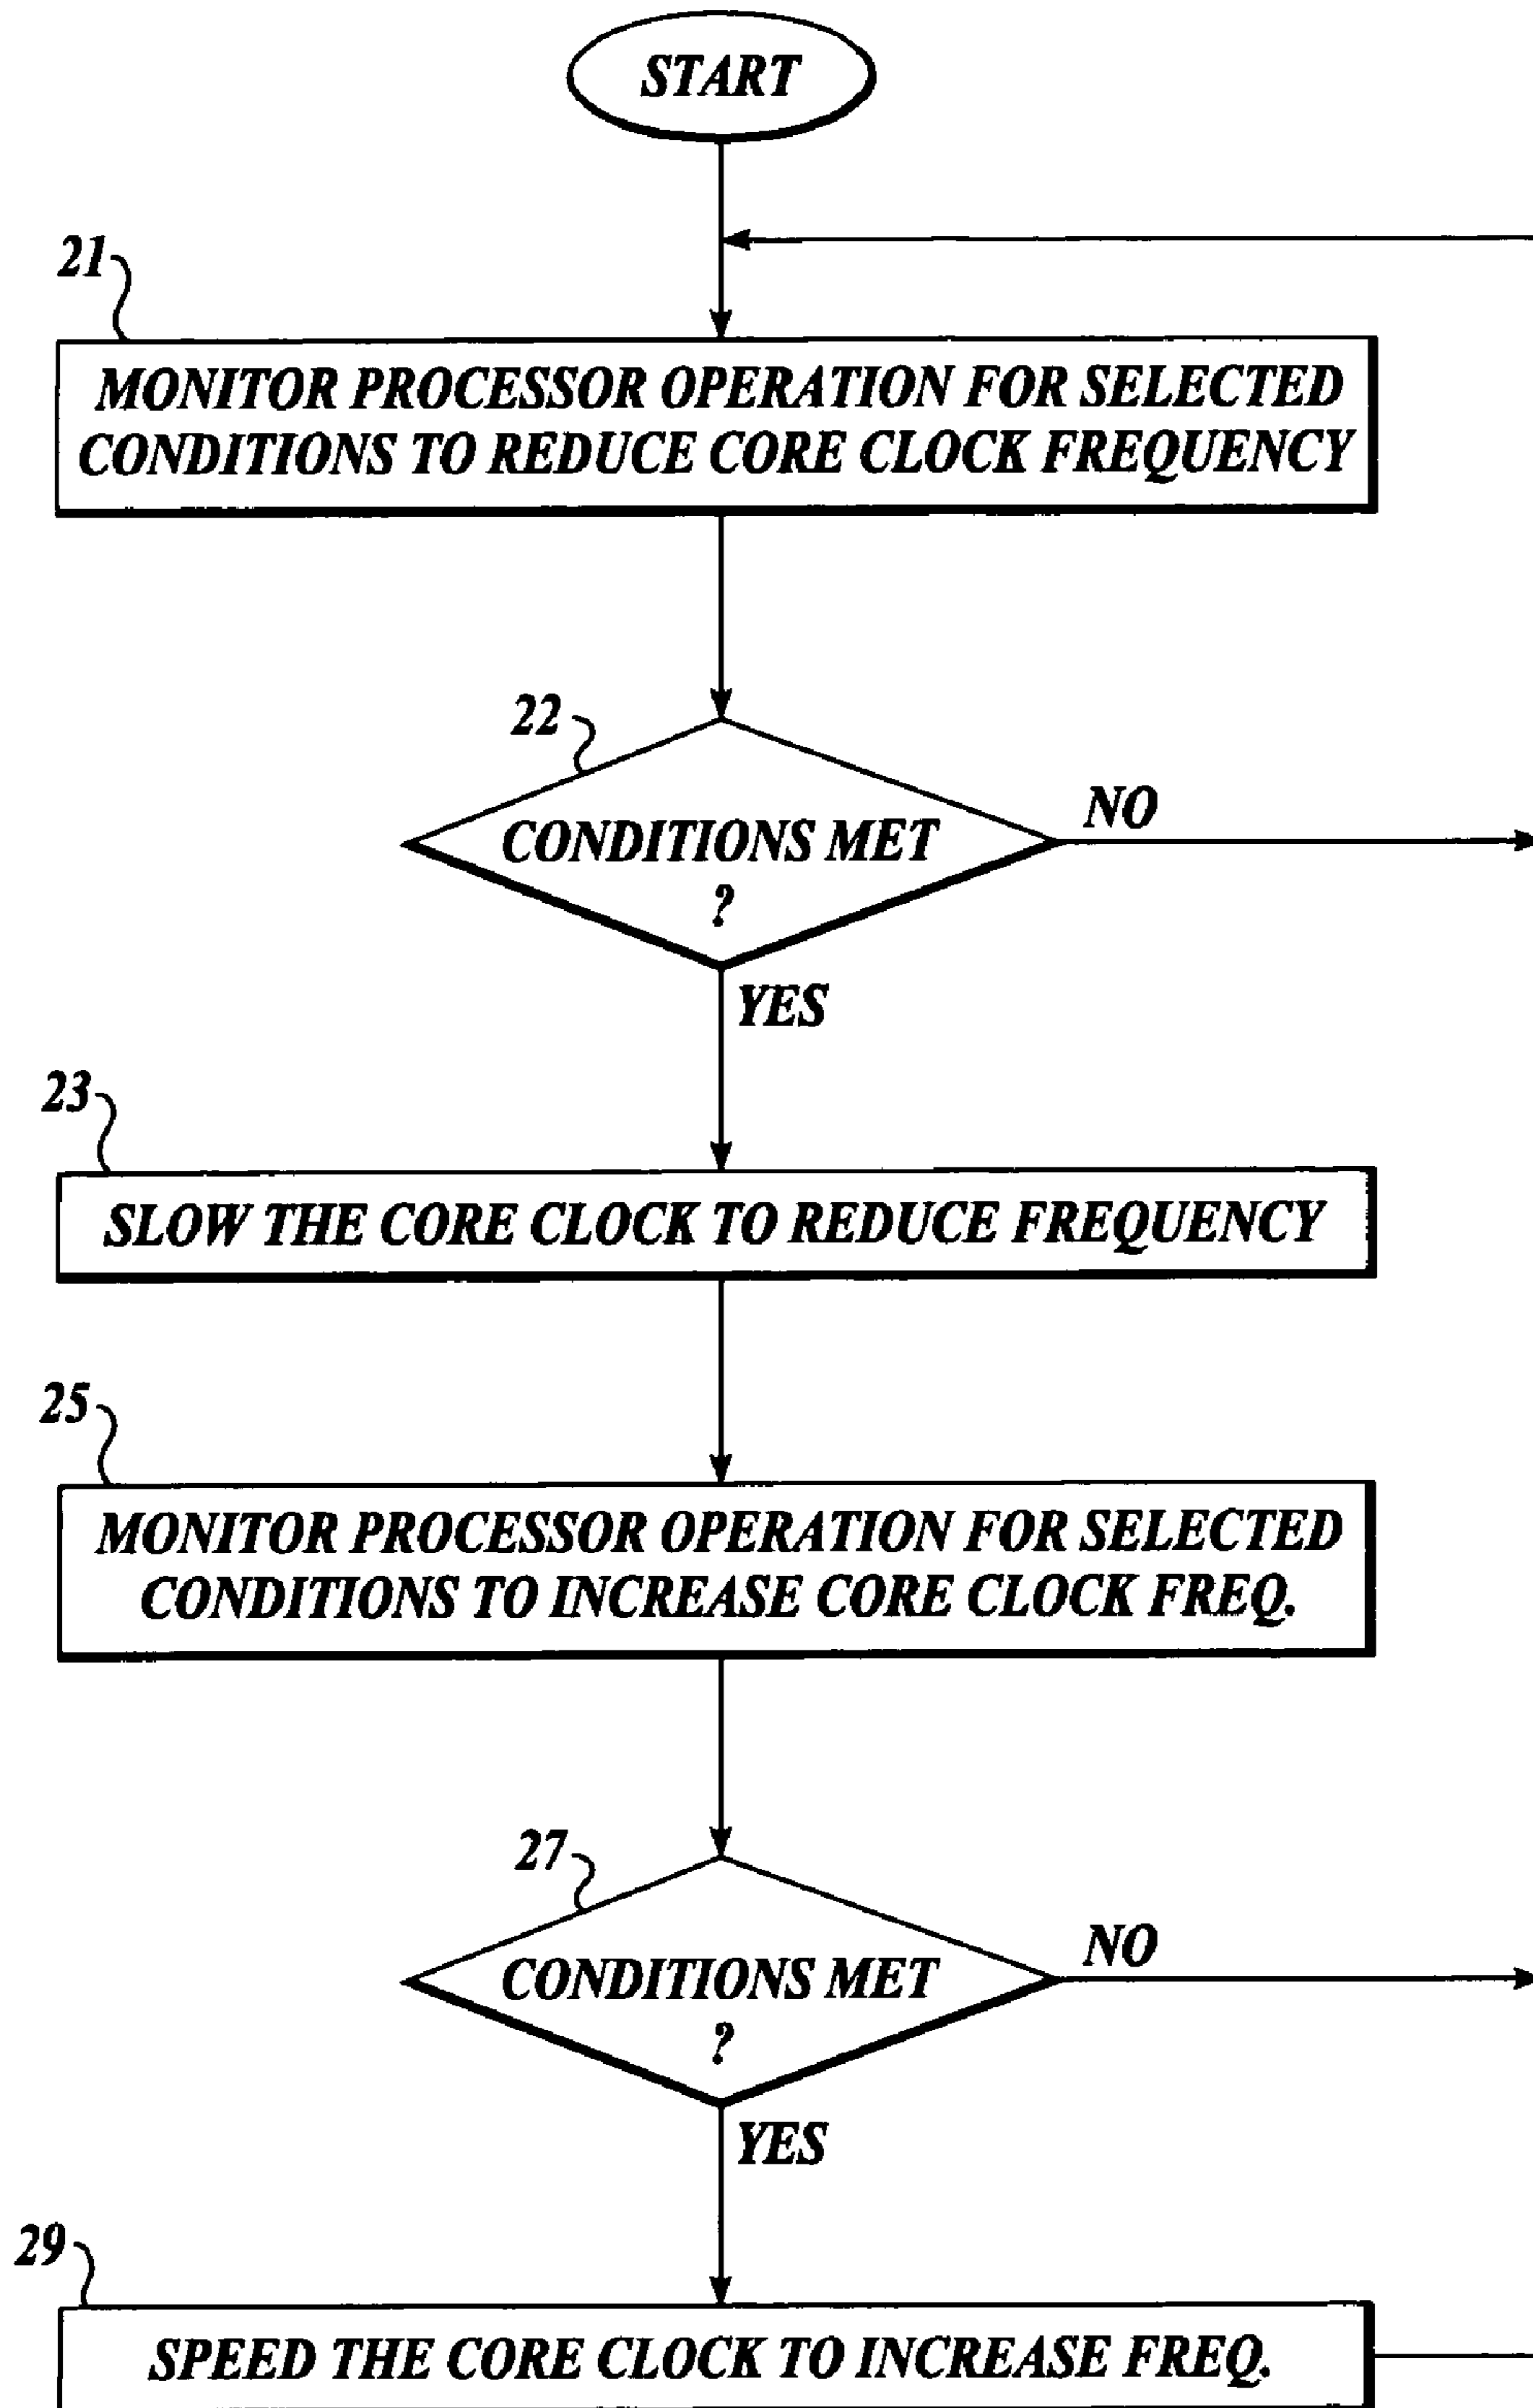 START
21
MONITOR PROCESSOR OPERATION FOR SELECTED
CONDITIONS TO REDUCE CORE CLOCK FREQUENCY
22
CONDITIONS MET
?
NO
YES
23
SLOW THE CORE CLOCK TO REDUCE FREQUENCY
25
MONITOR PROCESSOR OPERATION FOR SELECTED
CONDITIONS TO INCREASE CORE CLOCK FREQ.
27
CONDITIONS MET
?
NO
YES
29
SPEED THE CORE CLOCK TO INCREASE FREQ.